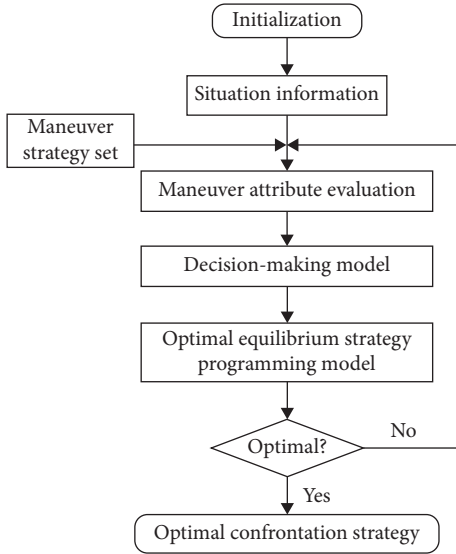 Initialization
Situation information
Maneuver
strategy set
Maneuver attribute evaluation
Decision-making model
Optimal equilibrium strategy
programming model
Optimal?
No
Yes
Optimal confrontation strategy